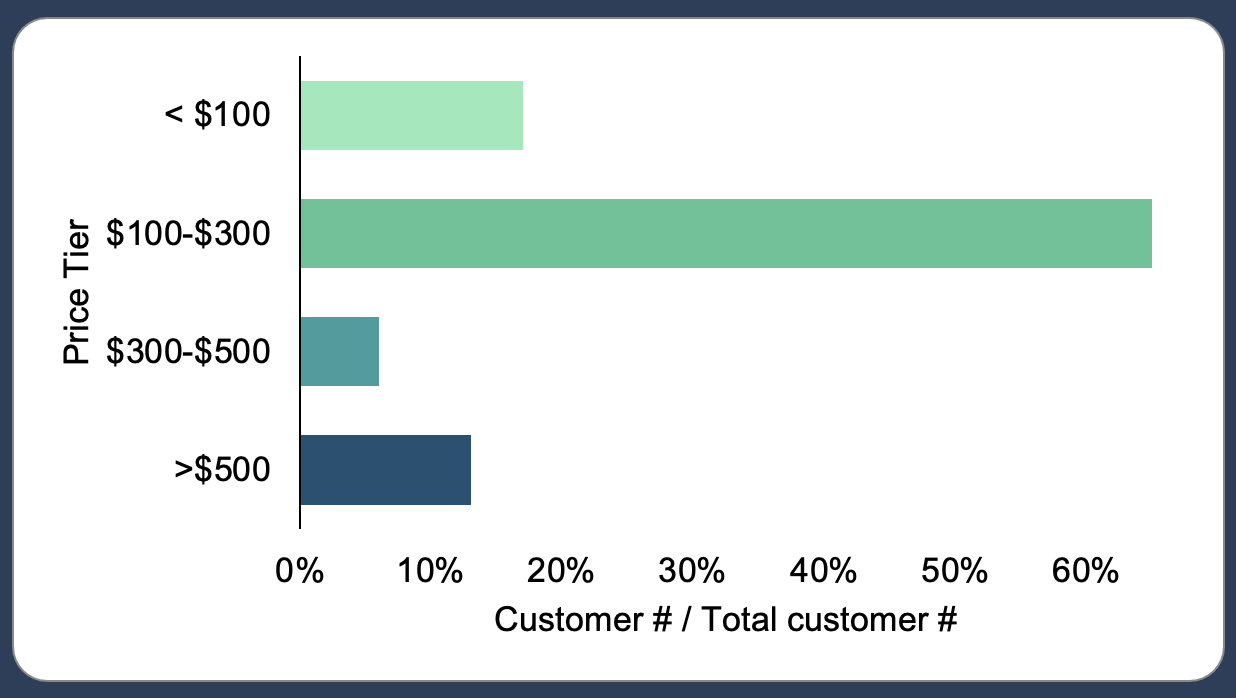 < $100
$100-$300
$300-$500
>$500
Price Tier
0% 10% 20% 30% 40% 50% 60%
Customer # / Total customer #